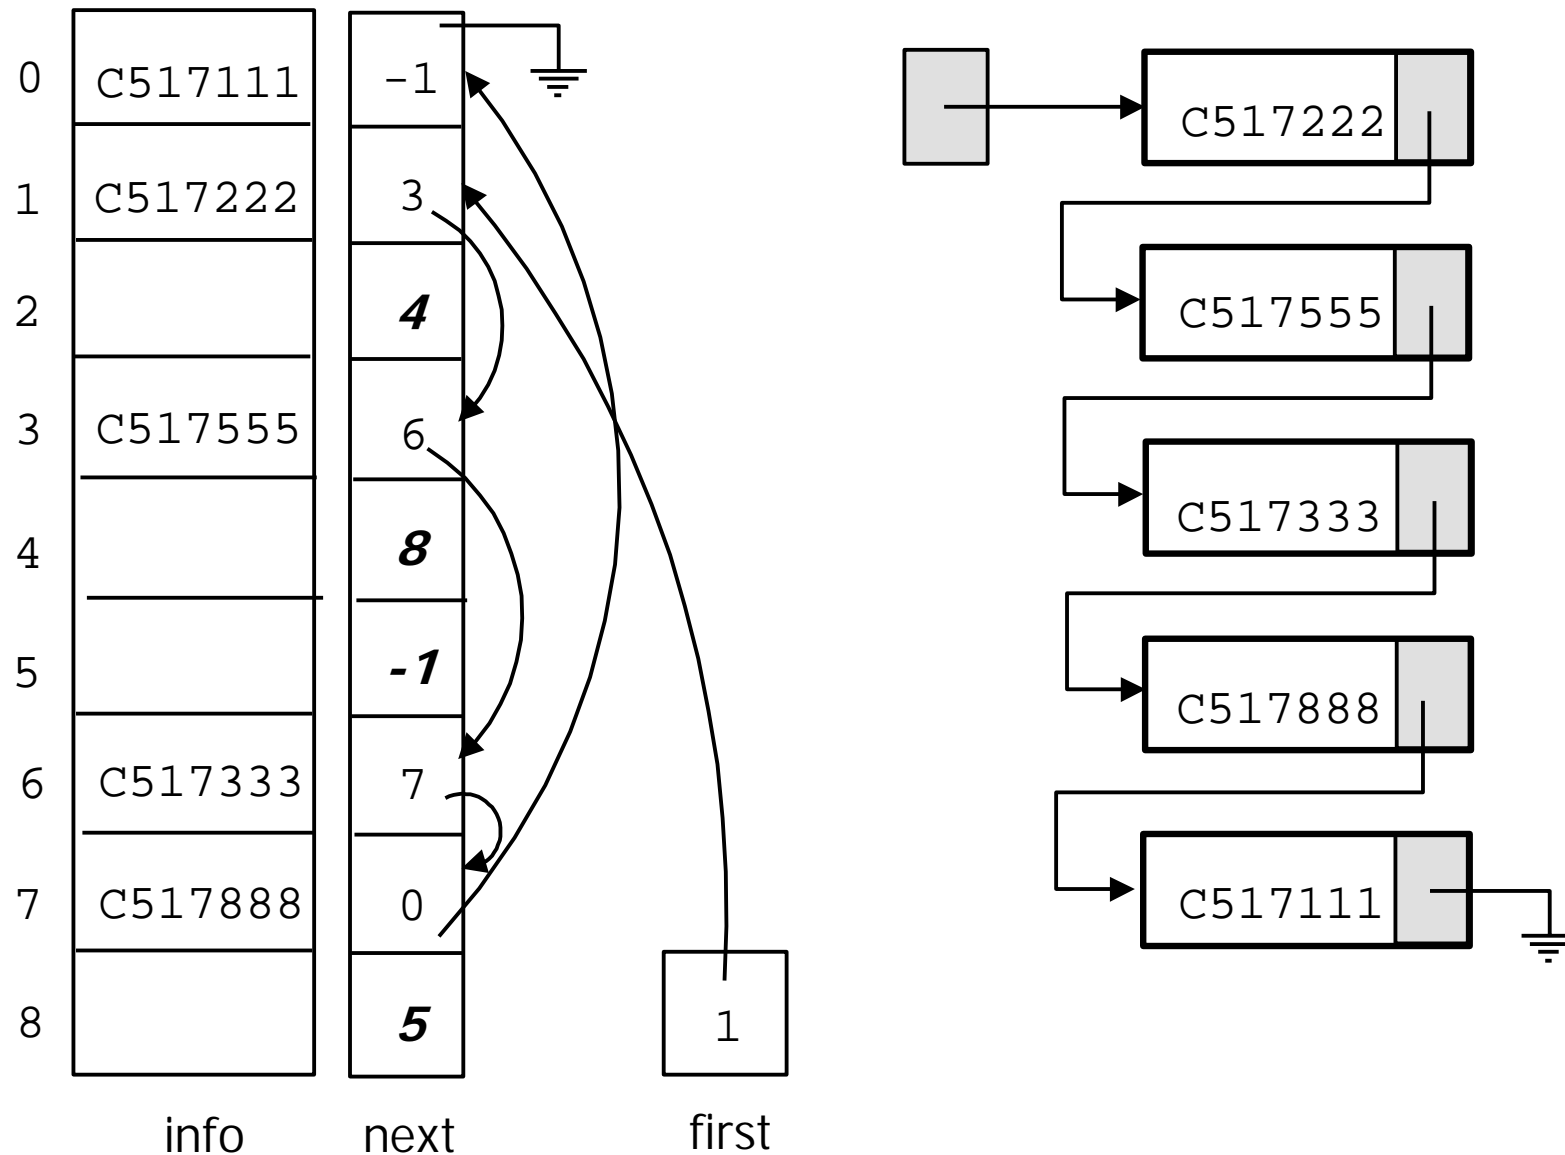 0 C517111 -1
1 C517222 3
2 4
3 C517555 6
4 8
5 -1
6 C517333 7
7 C517888 0
8 5 1
info next first
C517222
C517555
C517333
C517888
C517111